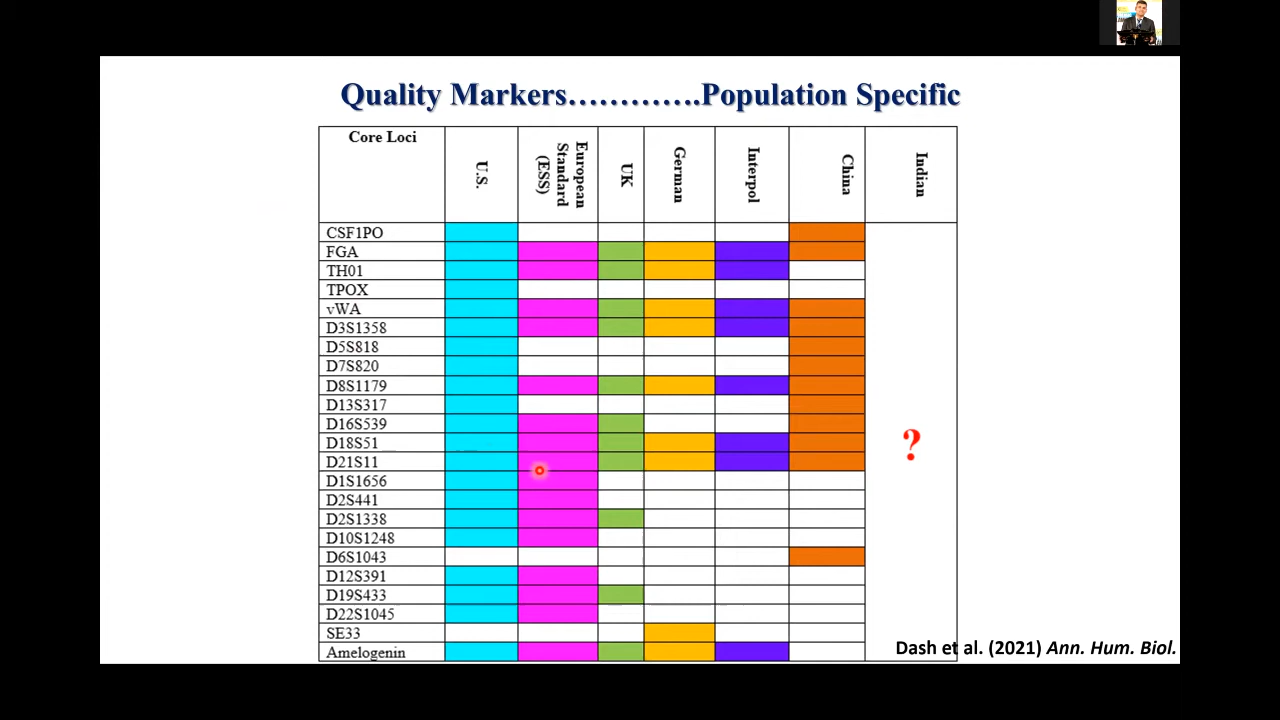 Quality Markers………….Population Specific
Core Loci
U.S.
European Standard (ESS)
UK
German
Interpol
China
Indian
CSF1PO
FGA
TH01
TPOX
vWA
D3S1358
D5S818
D7S820
D8S1179
D13S317
D16S539
D18S51
D21S11
D1S1656
D2S441
D2S1338
D10S1248
D6S1043
D12S391
D19S433
D22S1045
SE33
Amelogenin
?
Dash et al. (2021) Ann. Hum. Biol.